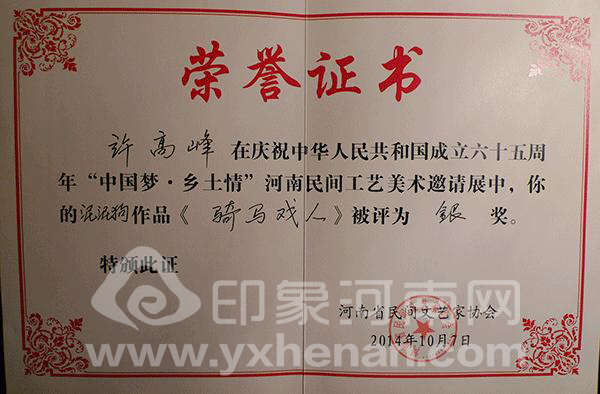 荣誉证书
许高峰在庆祝中华人民共和国成立六十五周
年“中国梦·乡土情”河南民间工艺美术邀请展中，你
的泥泥狗作品《骑马戏人》被评为 銀 奖。
特颁此证
印象河南网
www.yxhenan.com
河南省民间文艺家协会
2014年10月7日